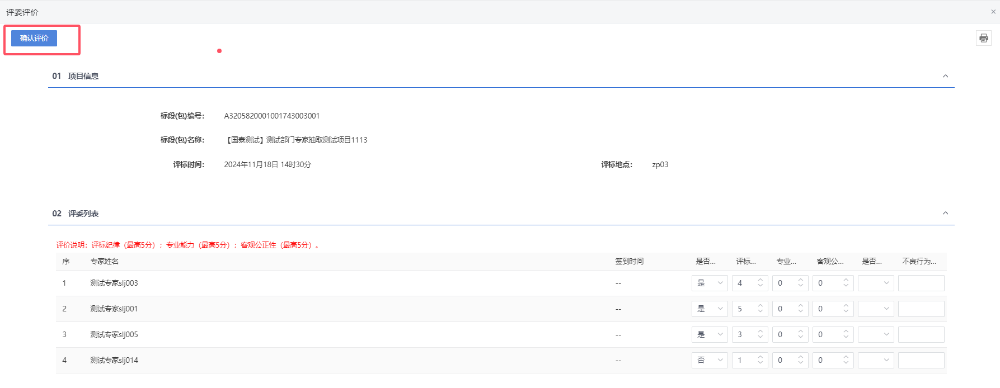 评委评价
确认评价
01 项目信息
标段(包)编号： A3205820001001743003001
标段(包)名称： 【国泰测试】测试部门专家抽取测试项目1113
评标时间： 2024年11月18日 14时30分 评标地点： zp03
02 评委列表
评价说明：评标纪律（最高5分）；专业能力（最高5分）；客观公正性（最高5分）。
序 专家姓名 签到时间 是否... 评标... 专业... 客观公... 是否... 不良行为...
1 测试专家slj003 -- 是 4 0 0
2 测试专家slj001 -- 是 5 0 0
3 测试专家slj005 -- 是 3 0 0
4 测试专家slj014 -- 否 1 0 0